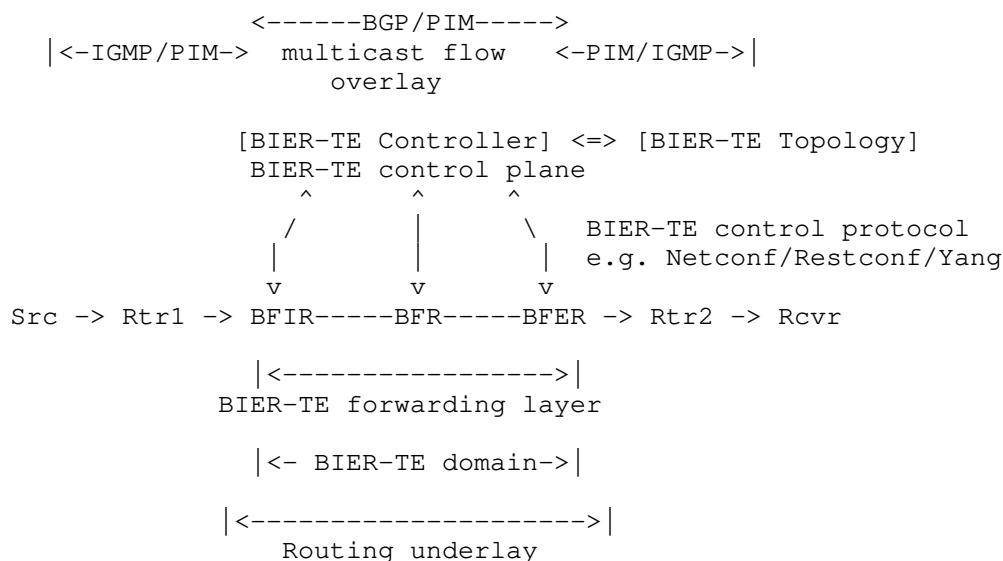 <------BGP/PIM----->
|<-IGMP/PIM->  multicast flow  <-PIM/IGMP->|
overlay
[BIER-TE Controller] <=> [BIER-TE Topology]
BIER-TE control plane
^      ^     ^
/       |      \   BIER-TE control protocol
|        |       |  e.g. Netconf/Restconf/Yang
v        v       v
Src -> Rtr1 -> BFIR-----BFR-----BFER -> Rtr2 -> Rcvr
|<----------------->|
BIER-TE forwarding layer
|<- BIER-TE domain->|
|<--------------------->|
Routing underlay